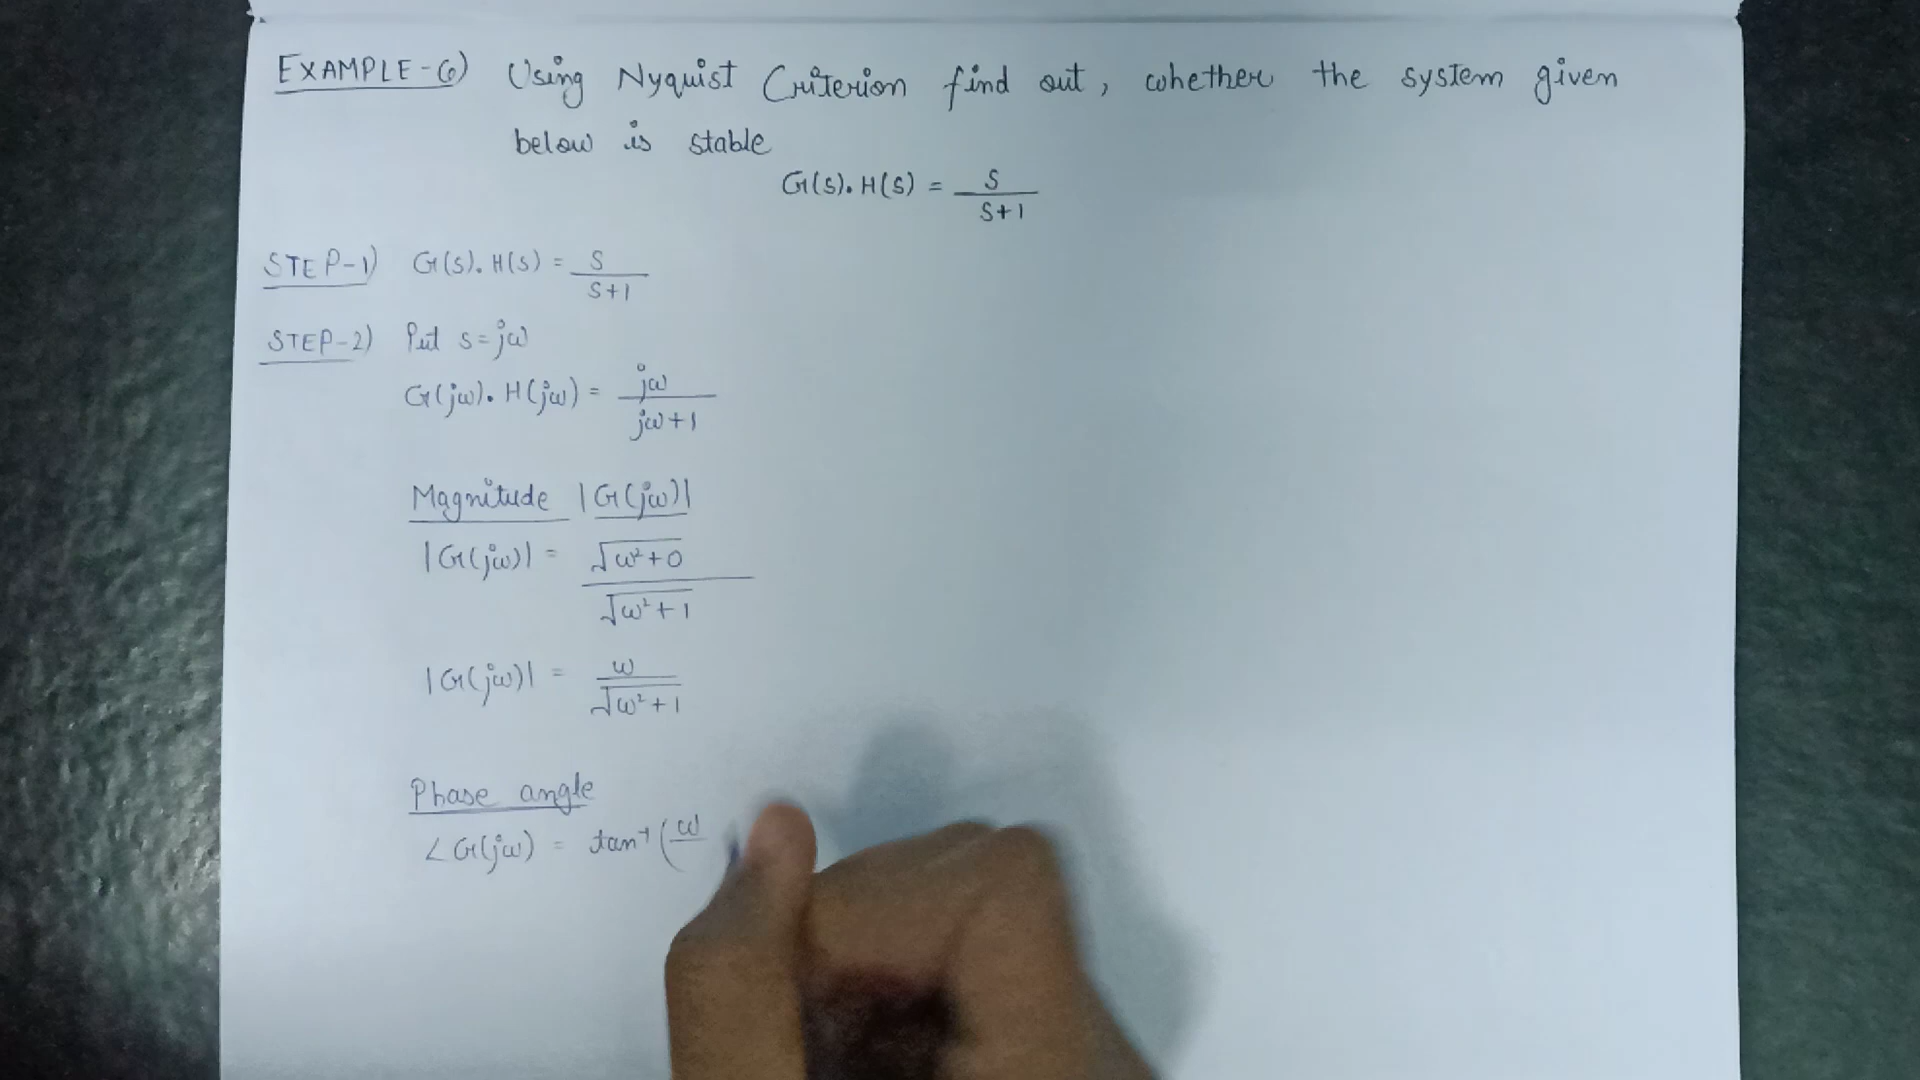 EXAMPLE-6) Using Nyquist Criterion find out, whether the system given
below is stable
G(s).H(s) = s
s+1
STEP-1) G(s).H(s) = s
s+1
STEP-2) Put s=jω
G(jω).H(jω) = jω
jω+1
Magnitude |G(jω)|
|G(jω)| = √ω²+0
√ω²+1
|G(jω)| = ω
√ω²+1
Phase angle
∠G(jω) = tan⁻¹(ω